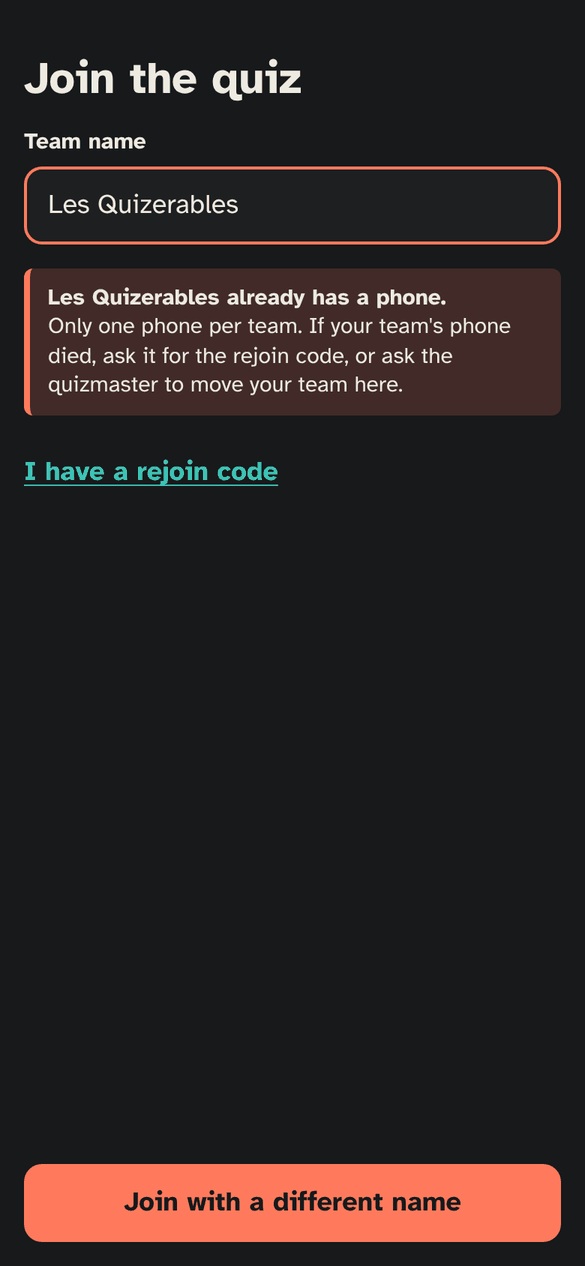 Join the quiz
Team name
Les Quizerables
Les Quizerables already has a phone.
Only one phone per team. If your team's phone
died, ask it for the rejoin code, or ask the
quizmaster to move your team here.
I have a rejoin code
Join with a different name